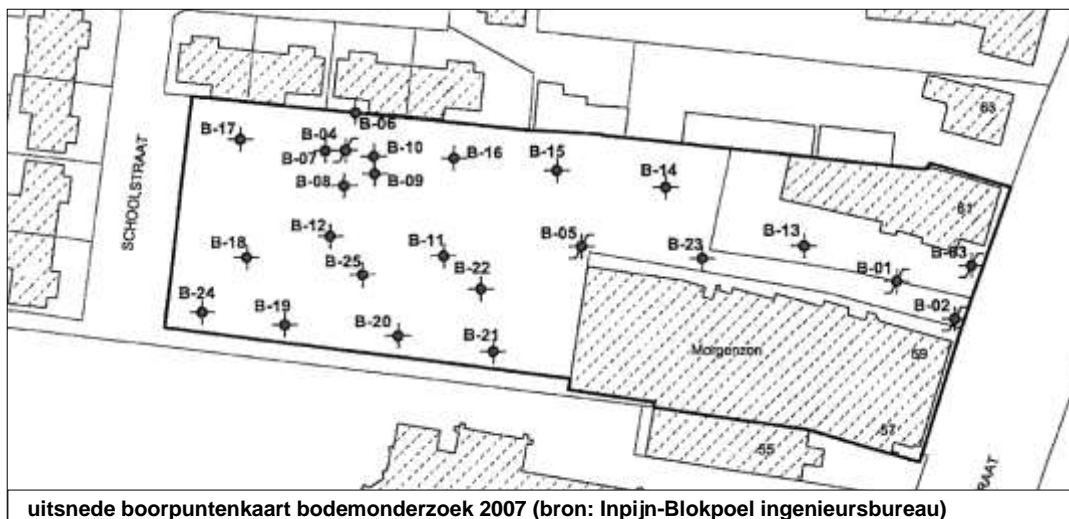 63
B-06
B-17
B-04
B-10
B-07
B-16
B-15
B-08
B-09
B-14
61
SCHOOLSTRAAT
B-12
B-11
B-05
B-13
B-18
B-23
B-03
B-25
B-22
B-01
B-24
B-02
B-19
B-20
B-21
Morgenzon
59
57
55
RAAT
uitsnede boorpuntenkaart bodemonderzoek 2007 (bron: Inpijn-Blokpoel ingenieursbureau)